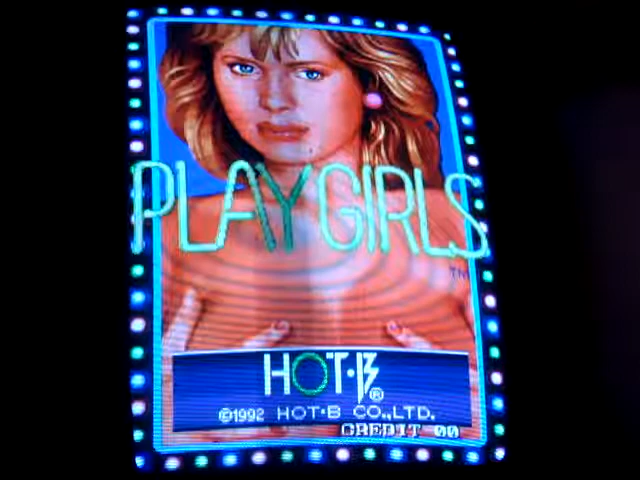 PLAYGIRLS
TM
HOT·B®
©1992 HOT·B CO.,LTD.
CREDIT 00